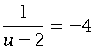 1/(u − 2) = −4